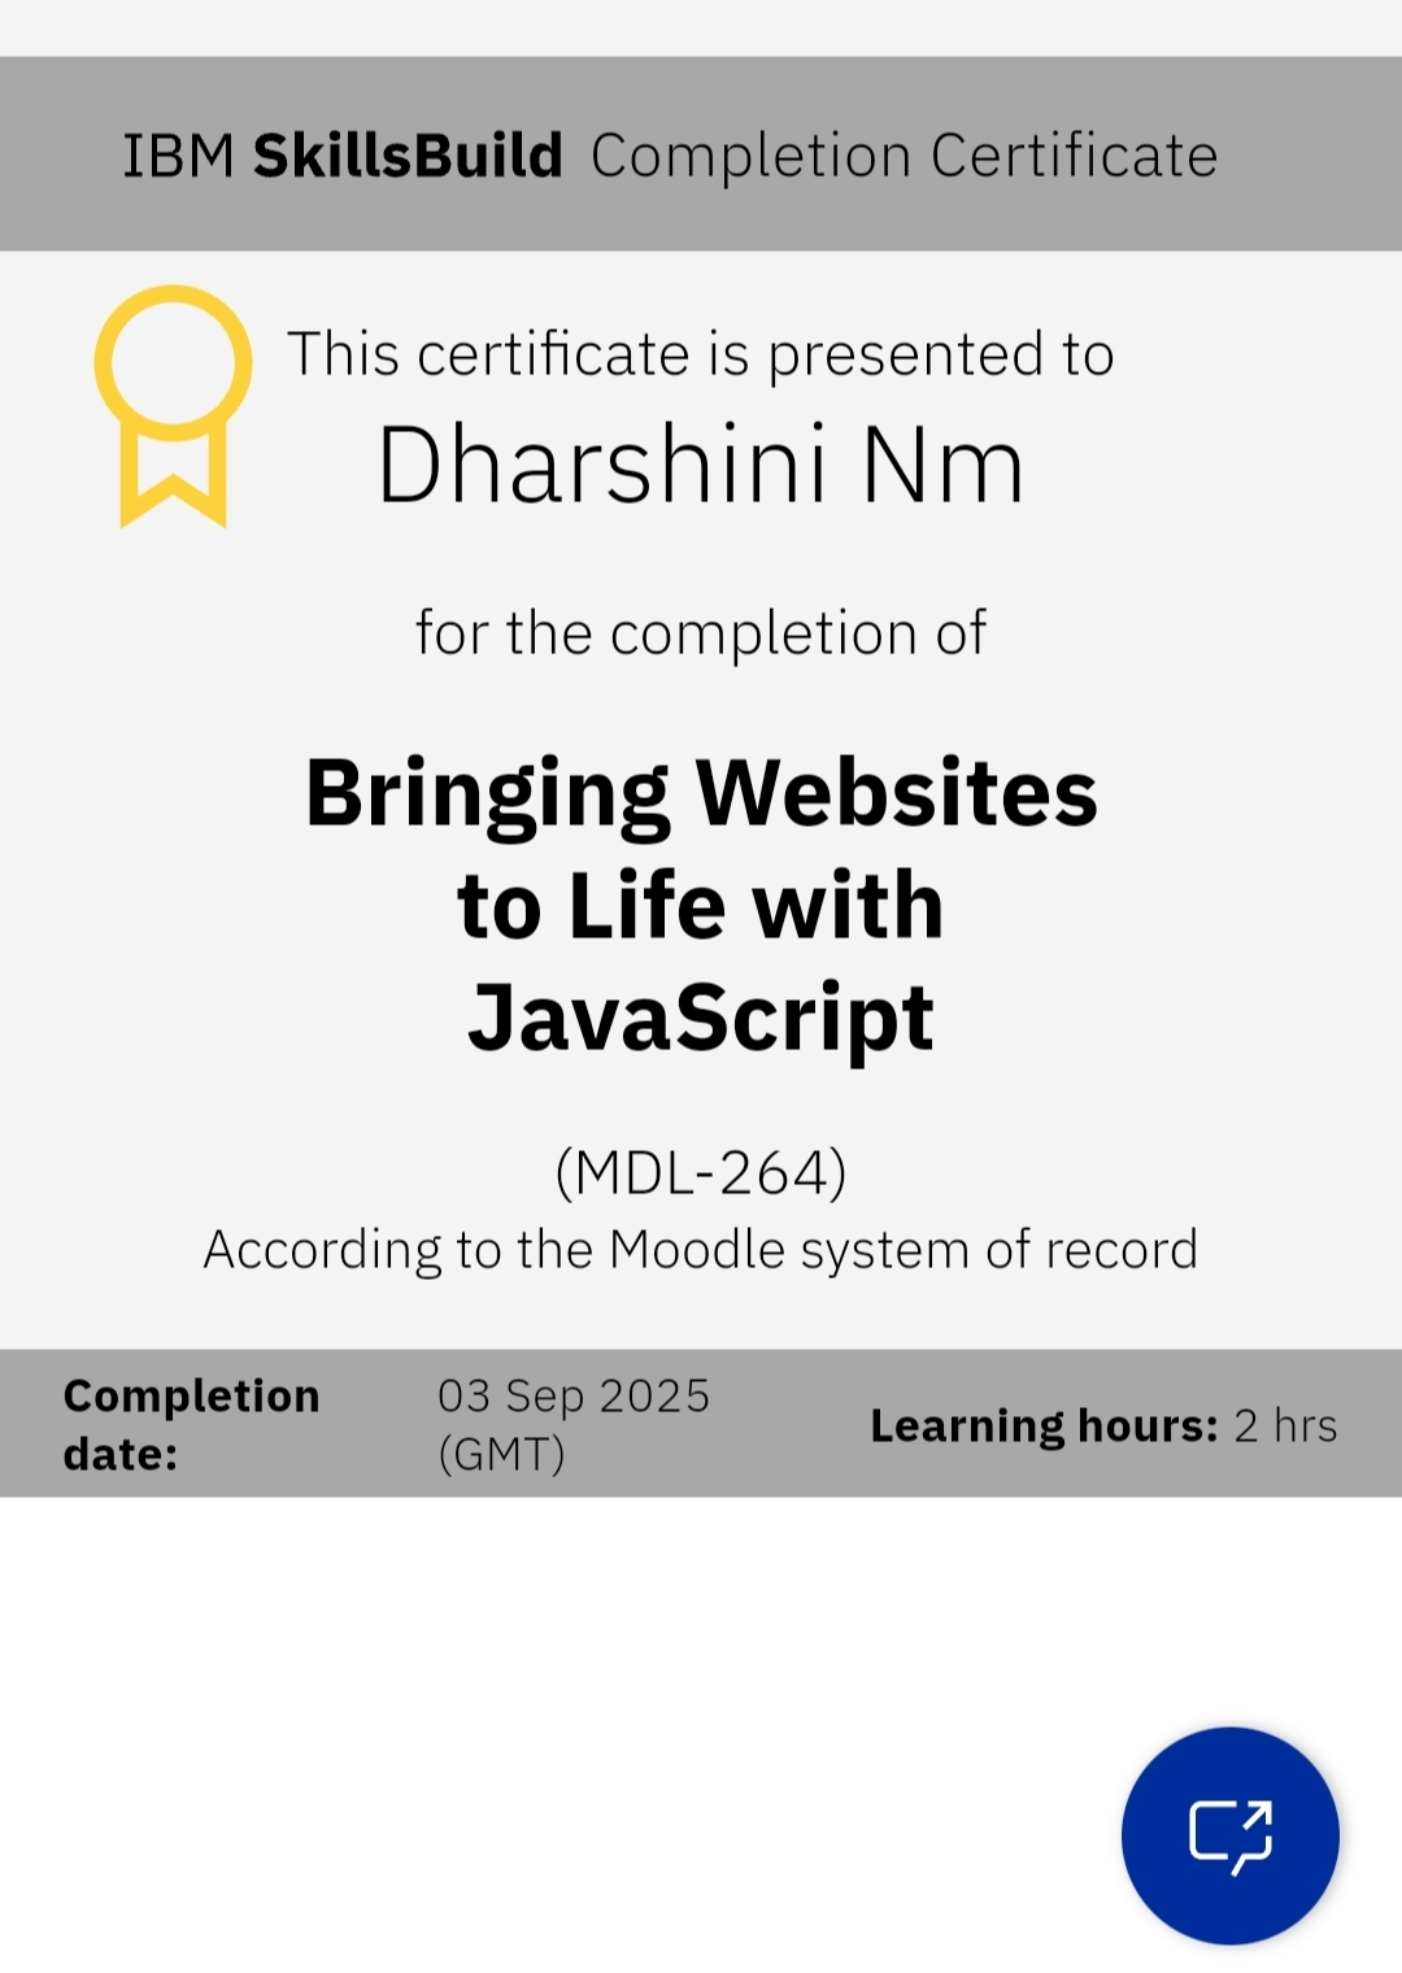 IBM SkillsBuild Completion Certificate
This certificate is presented to
Dharshini Nm
for the completion of
Bringing Websites
to Life with
JavaScript
(MDL-264)
According to the Moodle system of record
Completion date: 03 Sep 2025 (GMT) Learning hours: 2 hrs